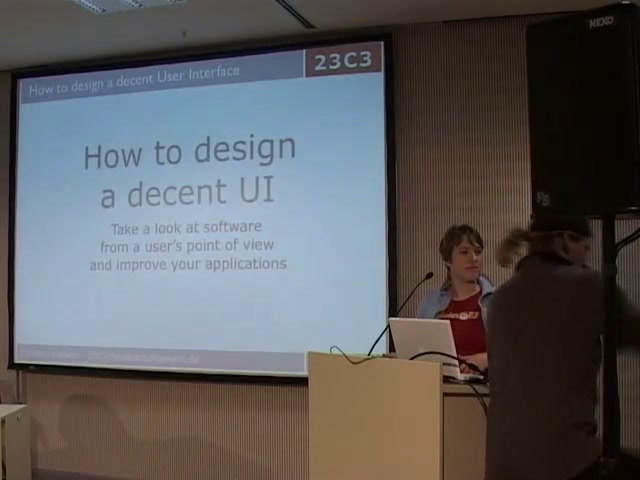 How to design a decent User Interface
23C3
How to design
a decent UI
Take a look at software
from a user's point of view
and improve your applications
NEXO